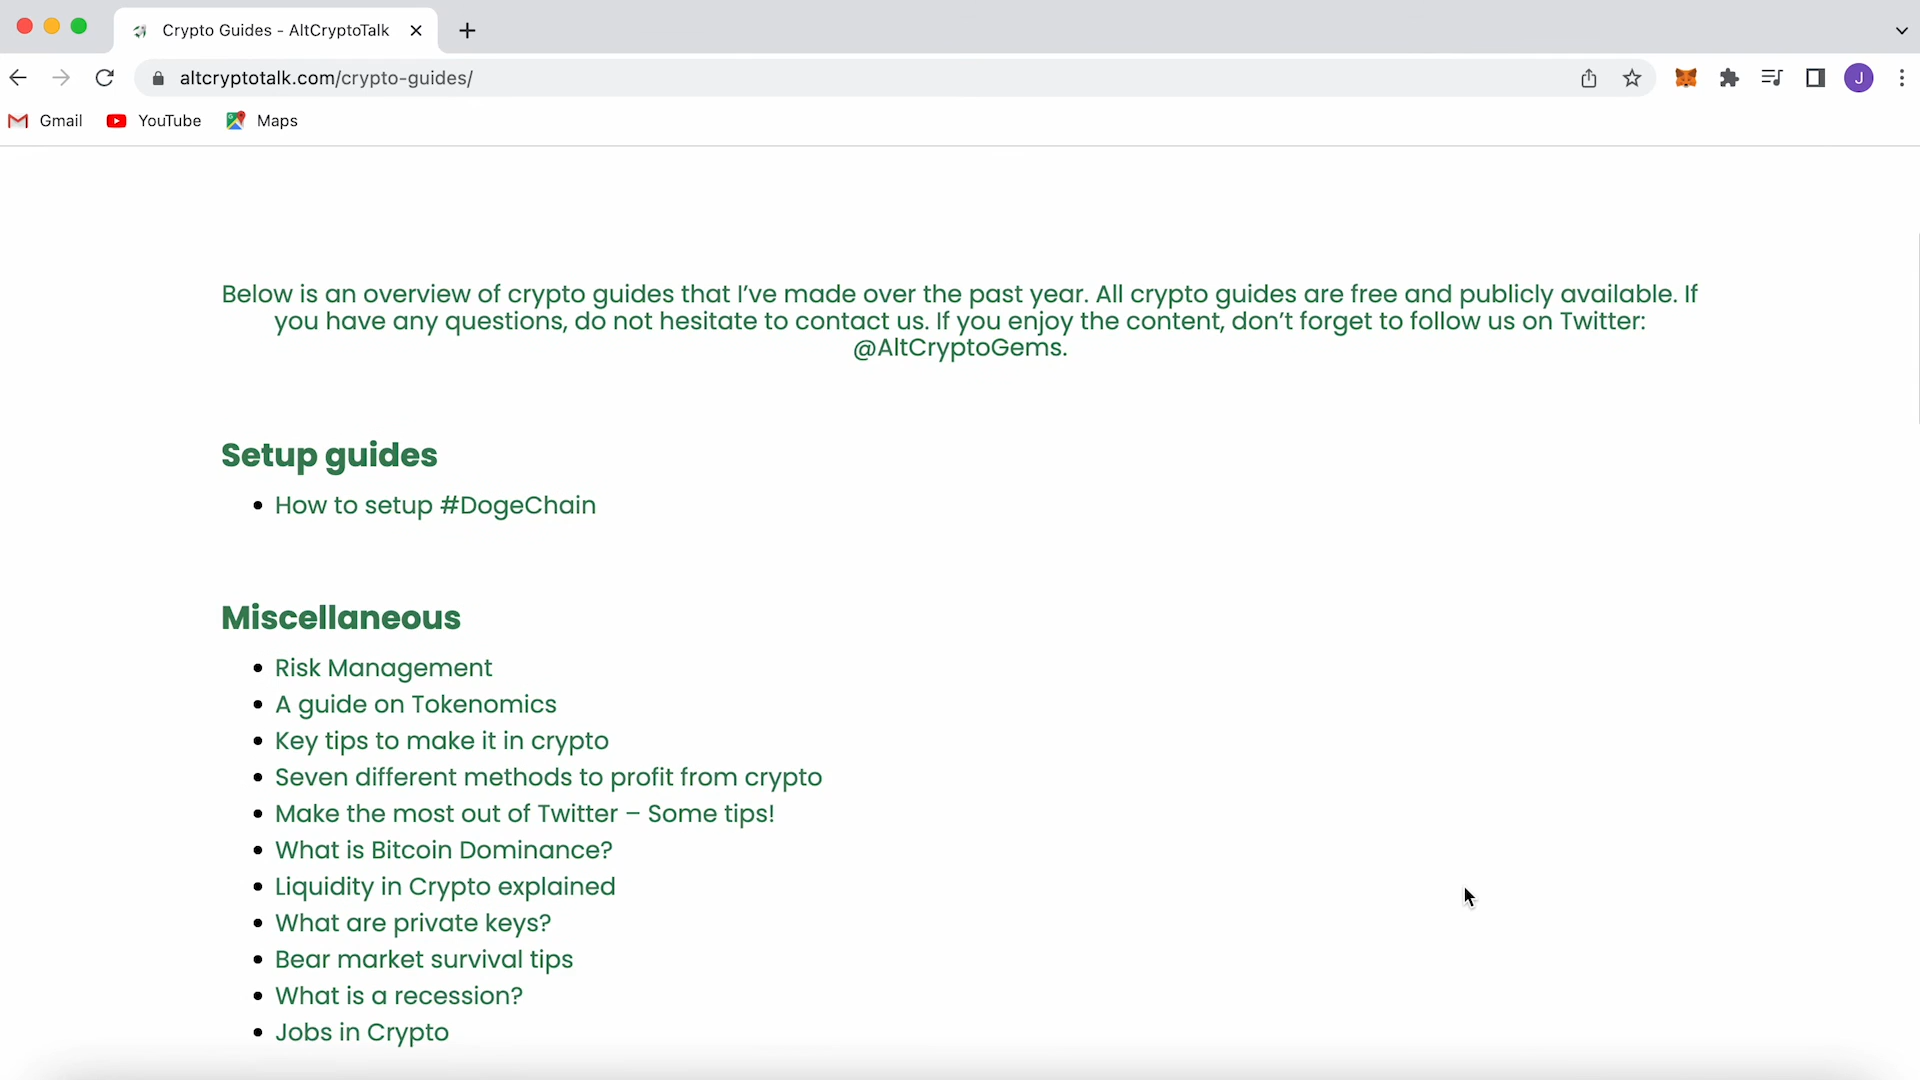 Crypto Guides - AltCryptoTalk
altcryptotalk.com/crypto-guides/
J
Gmail YouTube Maps
Below is an overview of crypto guides that I’ve made over the past year. All crypto guides are free and publicly available. If
you have any questions, do not hesitate to contact us. If you enjoy the content, don’t forget to follow us on Twitter:
@AltCryptoGems.
Setup guides
• How to setup #DogeChain
Miscellaneous
• Risk Management
• A guide on Tokenomics
• Key tips to make it in crypto
• Seven different methods to profit from crypto
• Make the most out of Twitter – Some tips!
• What is Bitcoin Dominance?
• Liquidity in Crypto explained
• What are private keys?
• Bear market survival tips
• What is a recession?
• Jobs in Crypto